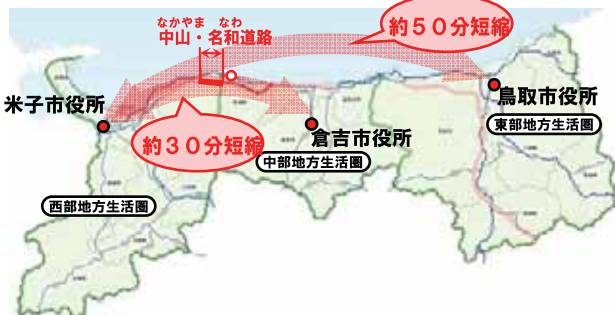 なかやま なわ
中山・名和道路
約50分短縮
米子市役所
鳥取市役所
東部地方生活圏
倉吉市役所
約30分短縮
中部地方生活圏
西部地方生活圏